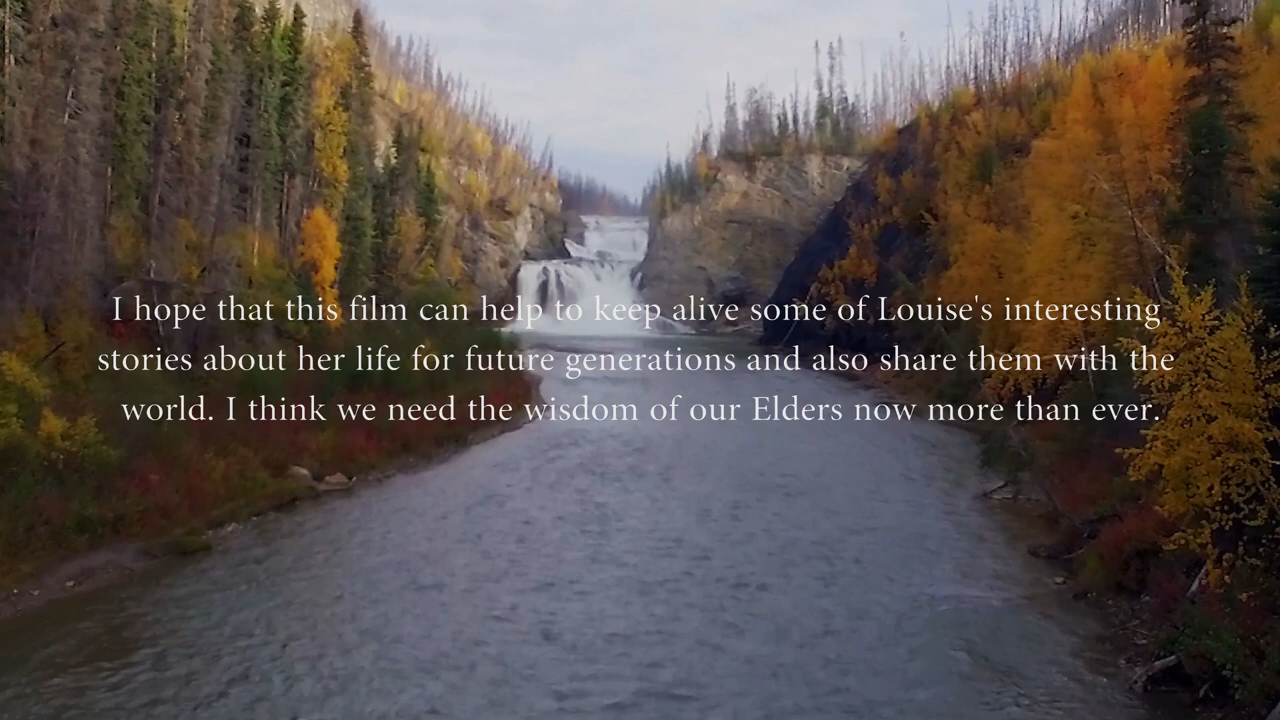 I hope that this film can help to keep alive some of Louise's interesting
stories about her life for future generations and also share them with the
world. I think we need the wisdom of our Elders now more than ever.